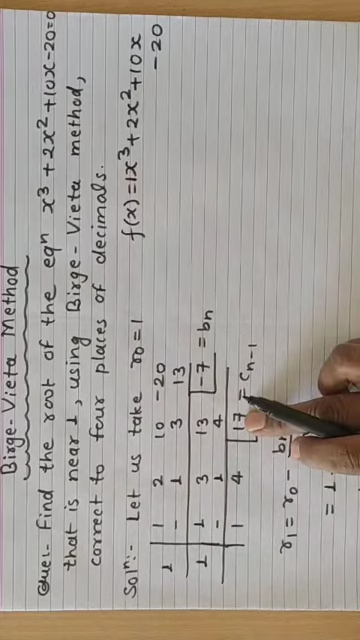 Birge-Vieta Method
Que:- Find the root of the eqn x³+2x²+10x-20=0
that is near 1, using Birge-Vieta method,
correct to four places of decimals.
Solⁿ:- Let us take r0=1 f(x)=1x³+2x²+10x
-20
1 | 1 2 10 -20
- 1 3 13
1 | 1 3 13 -7 = bn
- 1 4
1 4 17 = Cn-1
r1 = r0 - bn
= 1